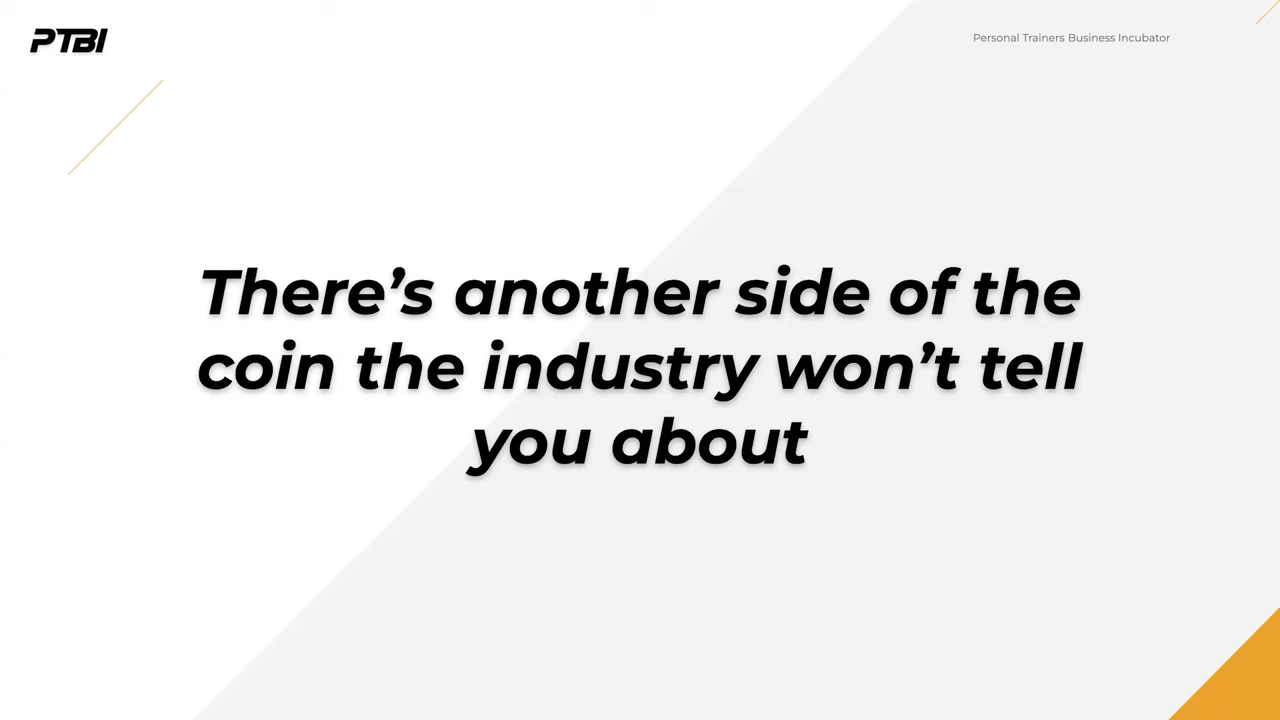 PTBI
Personal Trainers Business Incubator
There’s another side of the
coin the industry won’t tell
you about